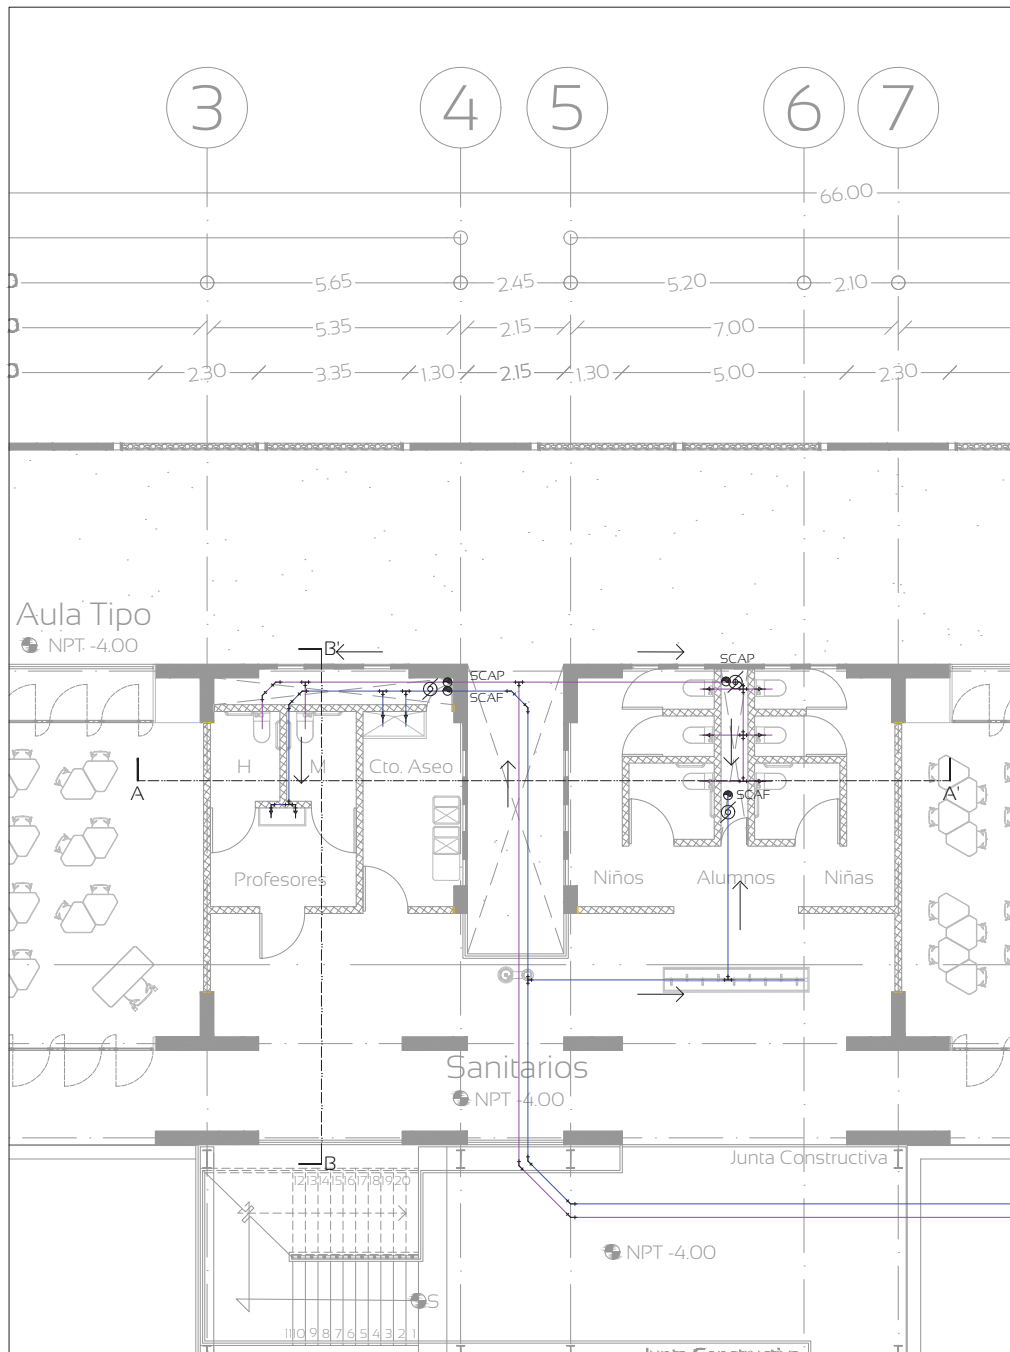 3 4 5 6 7
66.00
5.65 2.45 5.20 2.10
5.35 2.15 7.00
2.30 3.35 1.30 2.15 1.30 5.00 2.30
Aula Tipo
NPT -4.00
B'
SCAP
SCAP
SCAF
H M Cto. Aseo
A
A'
SCAF
Profesores
Niños Alumnos Niñas
Sanitarios
NPT -4.00
B
Junta Constructiva
12 13 14 15 16 17 18 19 20
NPT -4.00
S
11 10 9 8 7 6 5 4 3 2 1
Junta Constructiva